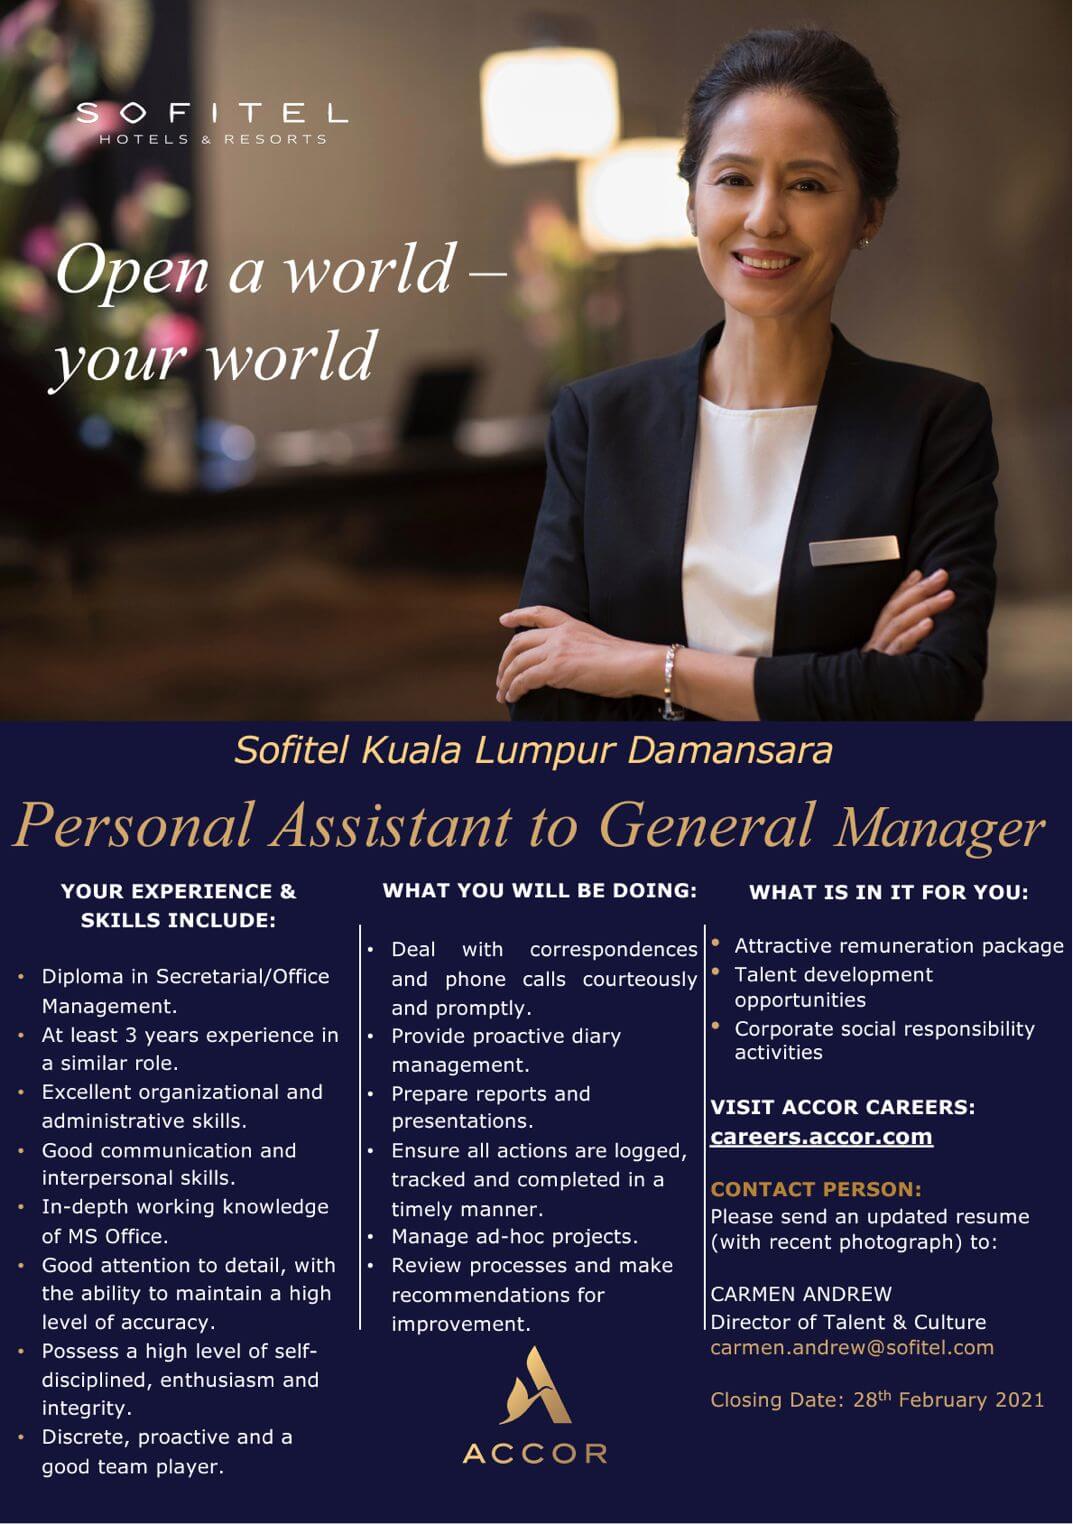 SOFITEL
HOTELS & RESORTS
Open a world –
your world
Sofitel Kuala Lumpur Damansara
Personal Assistant to General Manager
YOUR EXPERIENCE &
SKILLS INCLUDE:
• Diploma in Secretarial/Office
Management.
• At least 3 years experience in
a similar role.
• Excellent organizational and
administrative skills.
• Good communication and
interpersonal skills.
• In-depth working knowledge
of MS Office.
• Good attention to detail, with
the ability to maintain a high
level of accuracy.
• Possess a high level of self-
disciplined, enthusiasm and
integrity.
• Discrete, proactive and a
good team player.
WHAT YOU WILL BE DOING:
• Deal with correspondences
and phone calls courteously
and promptly.
• Provide proactive diary
management.
• Prepare reports and
presentations.
• Ensure all actions are logged,
tracked and completed in a
timely manner.
• Manage ad-hoc projects.
• Review processes and make
recommendations for
improvement.
ACCOR
WHAT IS IN IT FOR YOU:
• Attractive remuneration package
• Talent development
opportunities
• Corporate social responsibility
activities
VISIT ACCOR CAREERS:
careers.accor.com
CONTACT PERSON:
Please send an updated resume
(with recent photograph) to:
CARMEN ANDREW
Director of Talent & Culture
carmen.andrew@sofitel.com
Closing Date: 28th February 2021